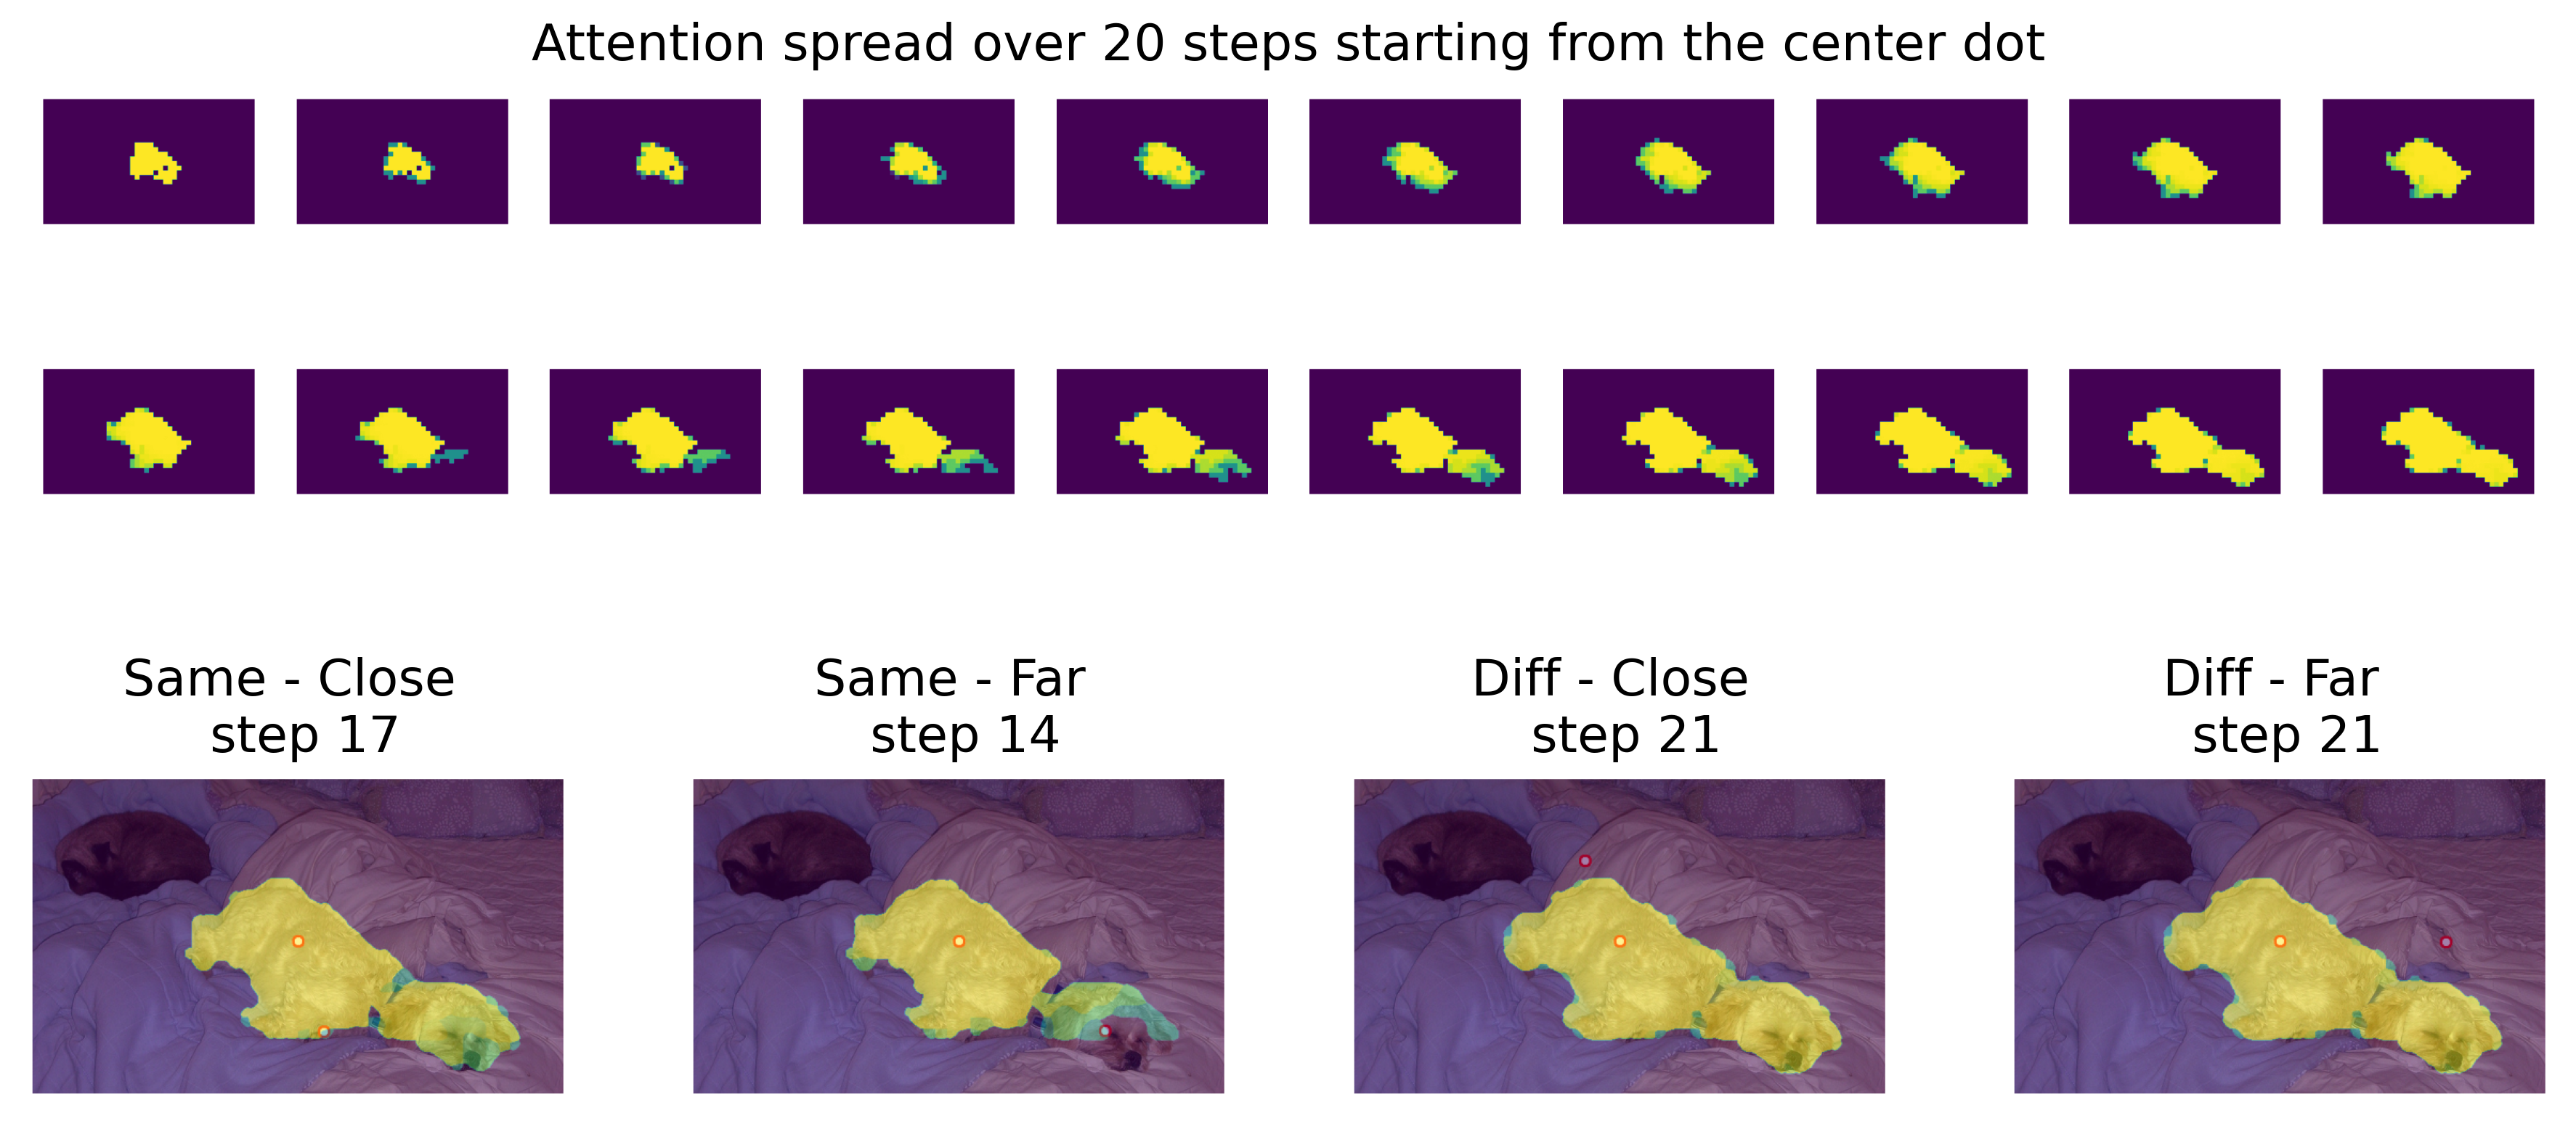 Attention spread over 20 steps starting from the center dot
Same - Close
step 17
Same - Far
step 14
Diff - Close
step 21
Diff - Far
step 21